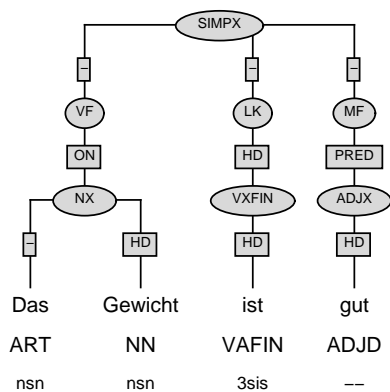 SIMPX
– – –
VF LK MF
ON HD PRED
NX VXFIN ADJX
– HD HD HD
Das Gewicht ist gut
ART NN VAFIN ADJD
nsn nsn 3sis −−